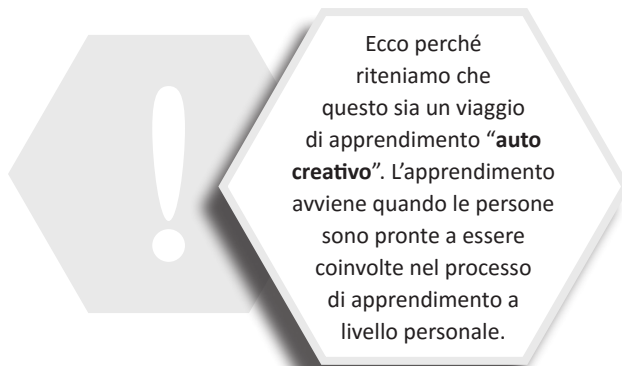 Ecco perché
riteniamo che
questo sia un viaggio
di apprendimento “auto
creativo”. L’apprendimento
avviene quando le persone
sono pronte a essere
coinvolte nel processo
di apprendimento a
livello personale.